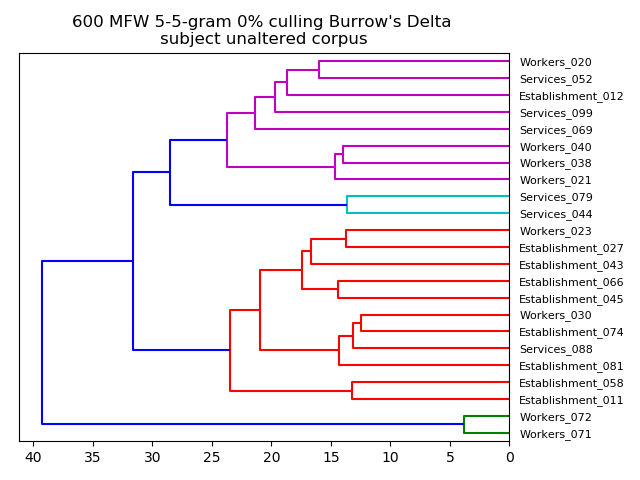 600 MFW 5-5-gram 0% culling Burrow's Delta
subject unaltered corpus
Workers_020
Services_052
Establishment_012
Services_099
Services_069
Workers_040
Workers_038
Workers_021
Services_079
Services_044
Workers_023
Establishment_027
Establishment_043
Establishment_066
Establishment_045
Workers_030
Establishment_074
Services_088
Establishment_081
Establishment_058
Establishment_011
Workers_072
Workers_071
40 35 30 25 20 15 10 5 0